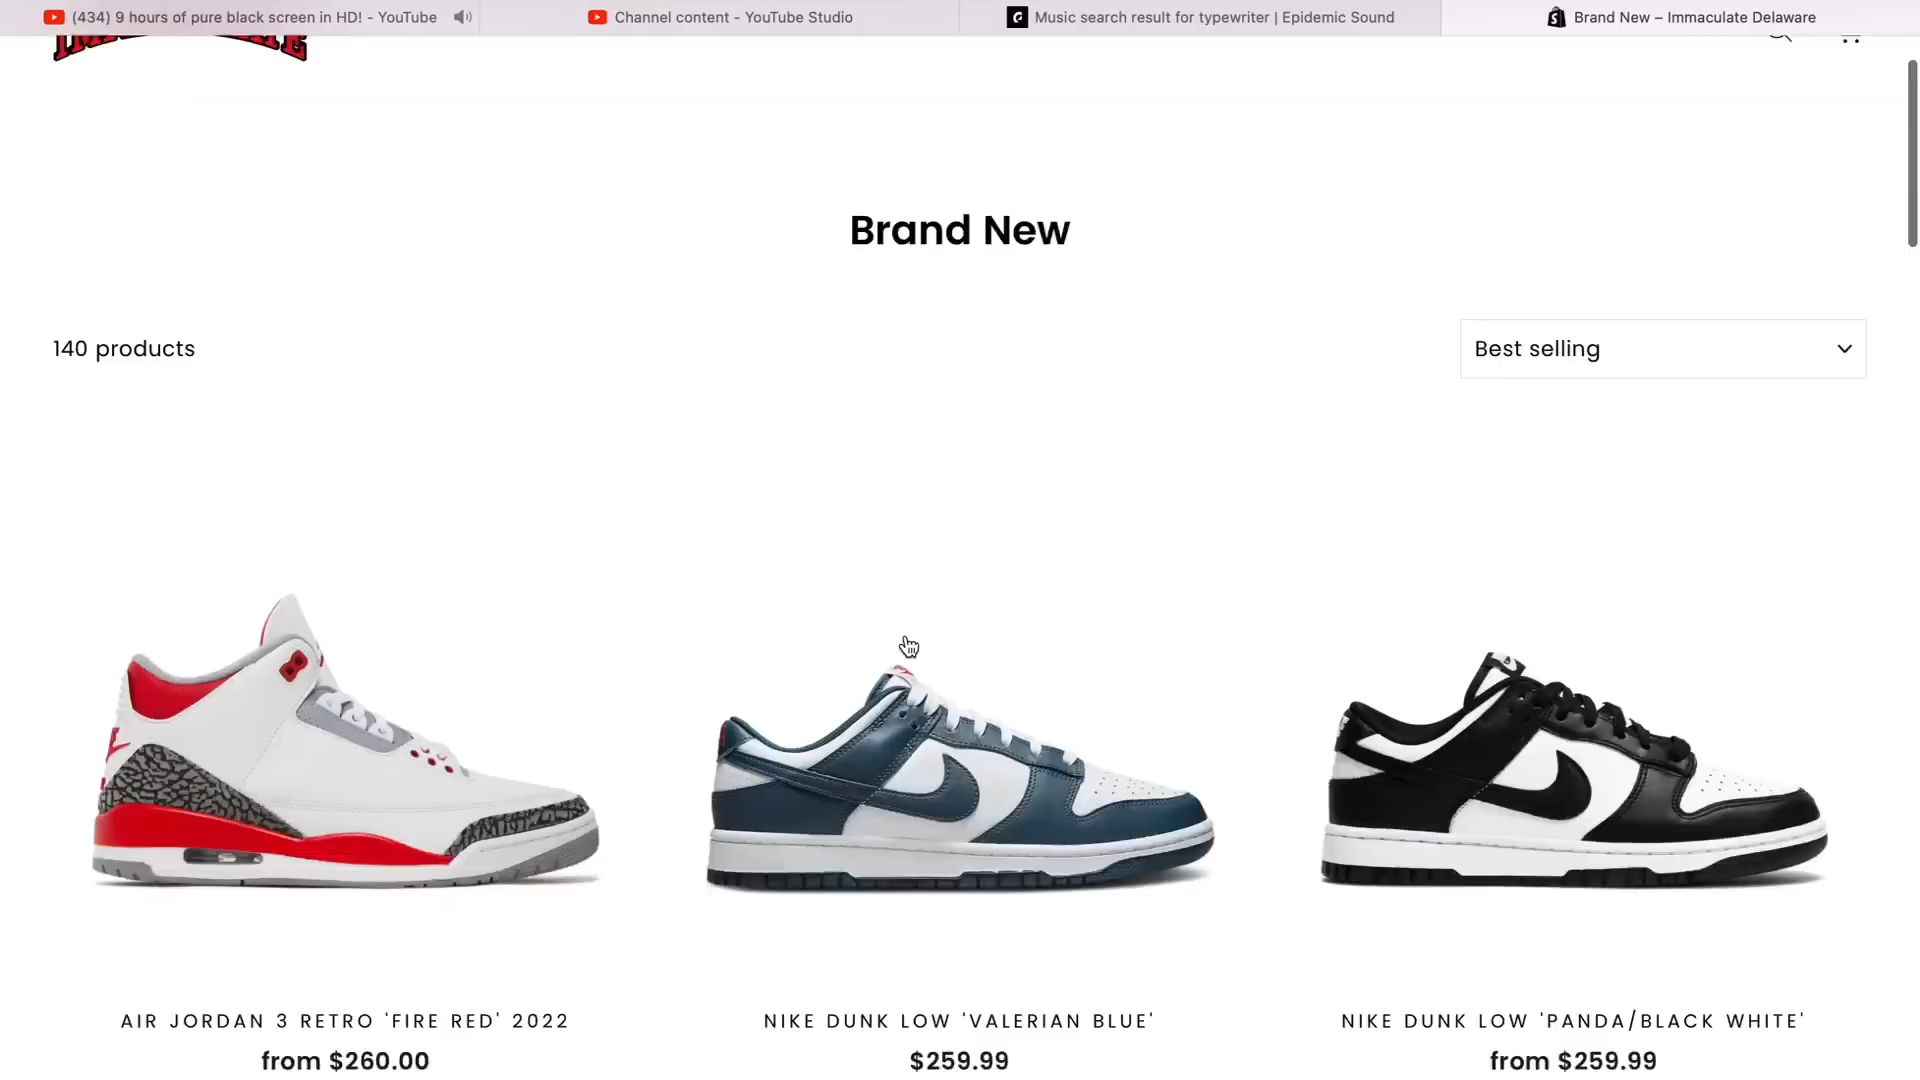 (434) 9 hours of pure black screen in HD! - YouTube
Channel content - YouTube Studio
Music search result for typewriter | Epidemic Sound
Brand New – Immaculate Delaware
Brand New
140 products
Best selling
AIR JORDAN 3 RETRO 'FIRE RED' 2022
from $260.00
NIKE DUNK LOW 'VALERIAN BLUE'
$259.99
NIKE DUNK LOW 'PANDA/BLACK WHITE'
from $259.99